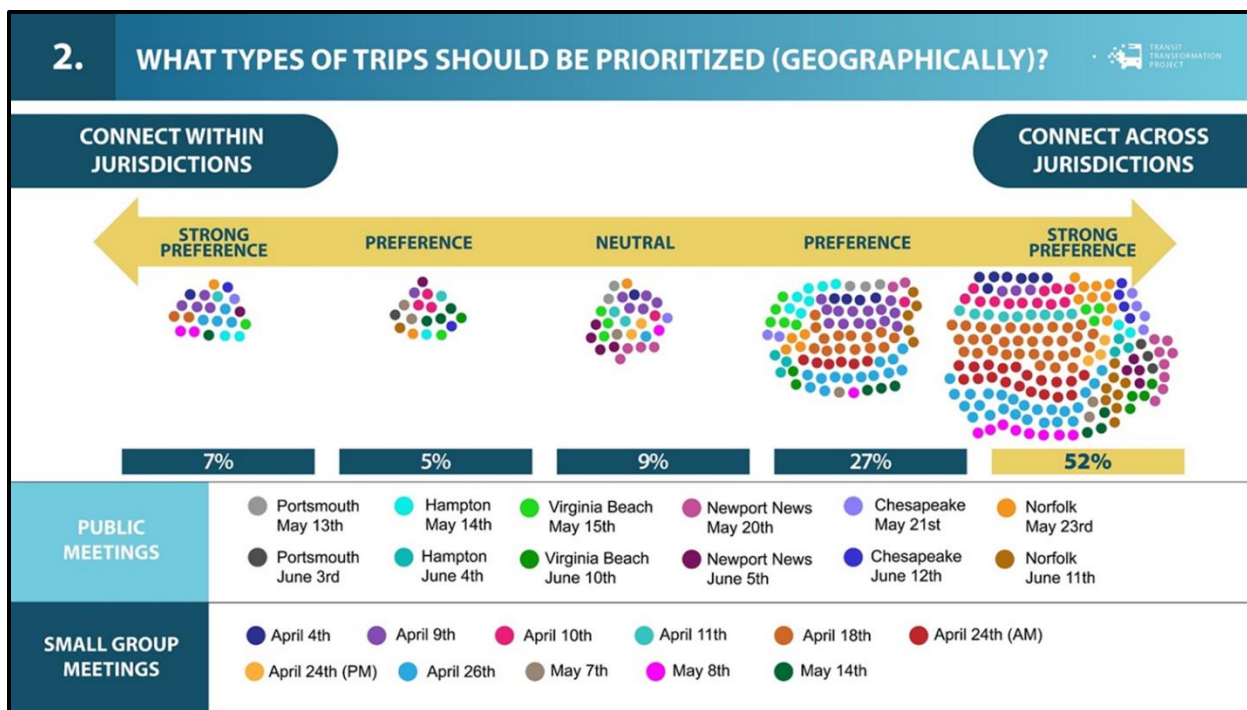 2.
WHAT TYPES OF TRIPS SHOULD BE PRIORITIZED (GEOGRAPHICALLY)?
TRANSIT
TRANSFORMATION
PROJECT
CONNECT WITHIN
JURISDICTIONS
CONNECT ACROSS
JURISDICTIONS
STRONG
PREFERENCE
PREFERENCE
NEUTRAL
PREFERENCE
STRONG
PREFERENCE
7%
5%
9%
27%
52%
PUBLIC
MEETINGS
Portsmouth
May 13th
Hampton
May 14th
Virginia Beach
May 15th
Newport News
May 20th
Chesapeake
May 21st
Norfolk
May 23rd
Portsmouth
June 3rd
Hampton
June 4th
Virginia Beach
June 10th
Newport News
June 5th
Chesapeake
June 12th
Norfolk
June 11th
SMALL GROUP
MEETINGS
April 4th
April 9th
April 10th
April 11th
April 18th
April 24th (AM)
April 24th (PM)
April 26th
May 7th
May 8th
May 14th